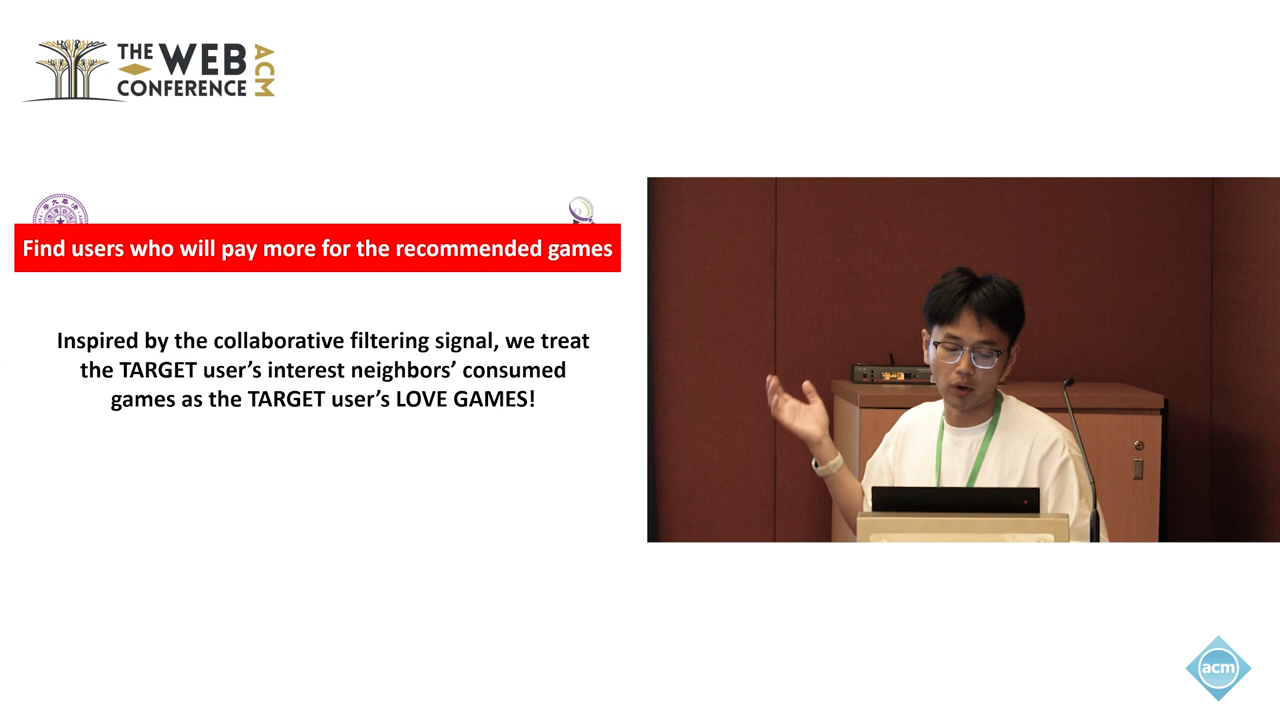 THE WEB
CONFERENCE
ACM
Find users who will pay more for the recommended games
Inspired by the collaborative filtering signal, we treat
the TARGET user’s interest neighbors’ consumed
games as the TARGET user’s LOVE GAMES!
acm